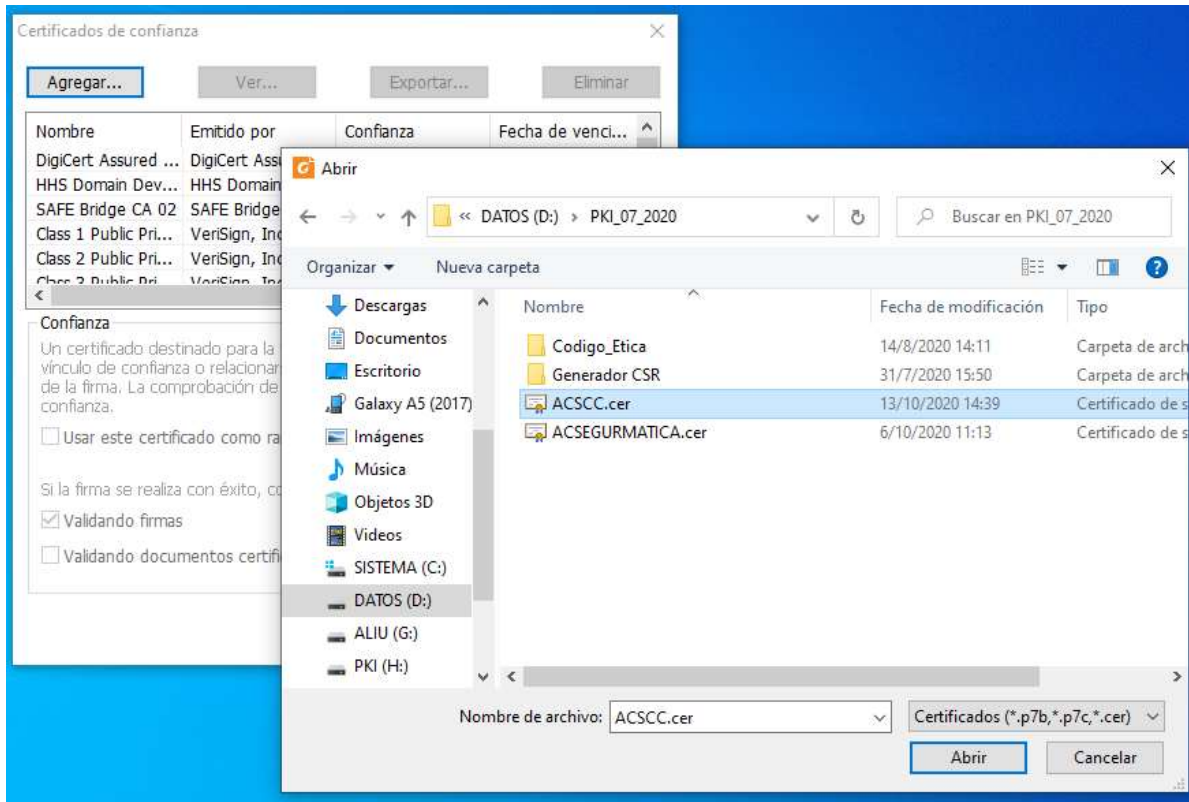 Certificados de confianza
Agregar... Ver... Exportar... Eliminar
Nombre Emitido por Confianza Fecha de venci...
DigiCert Assured ... DigiCert Assu
HHS Domain Dev... HHS Domain
SAFE Bridge CA 02 SAFE Bridge
Class 1 Public Pri... VeriSign, Inc
Class 2 Public Pri... VeriSign, Inc
Class 3 Public Pri... VeriSign, Inc
Confianza
Un certificado destinado para la
vínculo de confianza o relacionar
de la firma. La comprobación de
confianza.
Usar este certificado como ra
Si la firma se realiza con éxito, co
Validando firmas
Validando documentos certifi
Abrir
« DATOS (D:) › PKI_07_2020
Buscar en PKI_07_2020
Organizar Nueva carpeta
Descargas
Documentos
Escritorio
Galaxy A5 (2017)
Imágenes
Música
Objetos 3D
Videos
SISTEMA (C:)
DATOS (D:)
ALIU (G:)
PKI (H:)
Nombre Fecha de modificación Tipo
Codigo_Etica 14/8/2020 14:11 Carpeta de arch
Generador CSR 31/7/2020 15:50 Carpeta de arch
ACSCC.cer 13/10/2020 14:39 Certificado de s
ACSEGURMATICA.cer 6/10/2020 11:13 Certificado de s
Nombre de archivo: ACSCC.cer Certificados (*.p7b,*.p7c,*.cer)
Abrir Cancelar